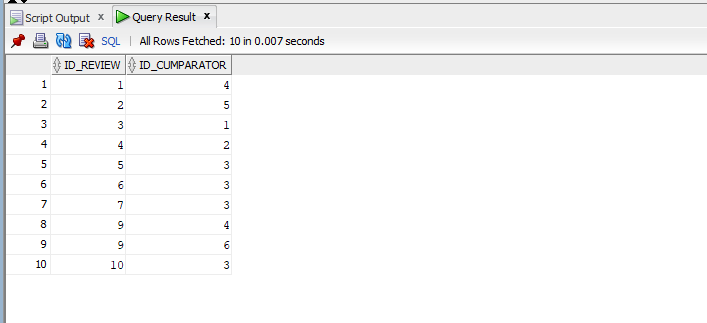 Script Output x Query Result x
SQL | All Rows Fetched: 10 in 0.007 seconds
ID_REVIEW ID_CUMPARATOR
1 1 4
2 2 5
3 3 1
4 4 2
5 5 3
6 6 3
7 7 3
8 9 4
9 9 6
10 10 3